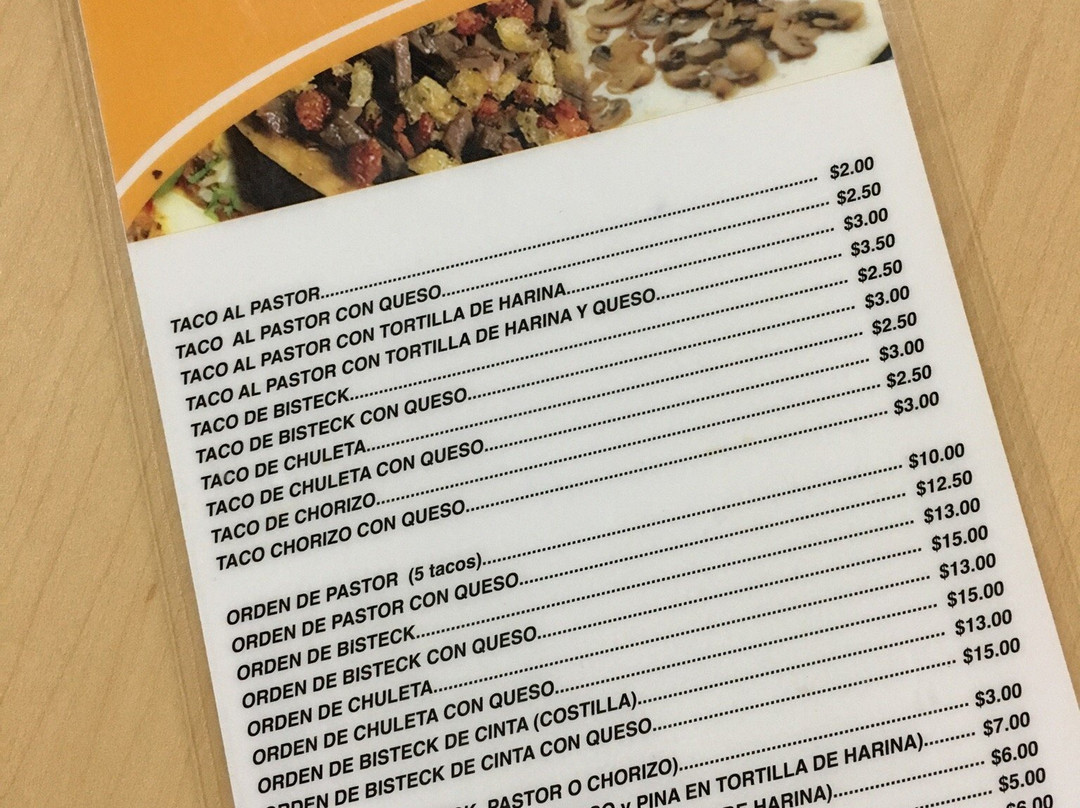 TACO AL PASTOR........................$2.00
TACO AL PASTOR CON QUESO........................$2.50
TACO AL PASTOR CON TORTILLA DE HARINA........................$3.00
TACO AL PASTOR CON TORTILLA DE HARINA Y QUESO........................$3.50
TACO DE BISTECK........................$2.50
TACO DE BISTECK CON QUESO........................$3.00
TACO DE CHULETA........................$2.50
TACO DE CHULETA CON QUESO........................$3.00
TACO DE CHORIZO........................$2.50
TACO CHORIZO CON QUESO........................$3.00
ORDEN DE PASTOR (5 tacos)........................$10.00
ORDEN DE PASTOR CON QUESO........................$12.50
ORDEN DE BISTECK........................$13.00
ORDEN DE BISTECK CON QUESO........................$15.00
ORDEN DE CHULETA........................$13.00
ORDEN DE CHULETA CON QUESO........................$15.00
ORDEN DE BISTECK DE CINTA (COSTILLA)........................$13.00
ORDEN DE BISTECK DE CINTA CON QUESO........................$15.00
PASTOR O CHORIZO)........................$3.00
y PINA EN TORTILLA DE HARINA).........$7.00
HARINA)........................$6.00
$5.00